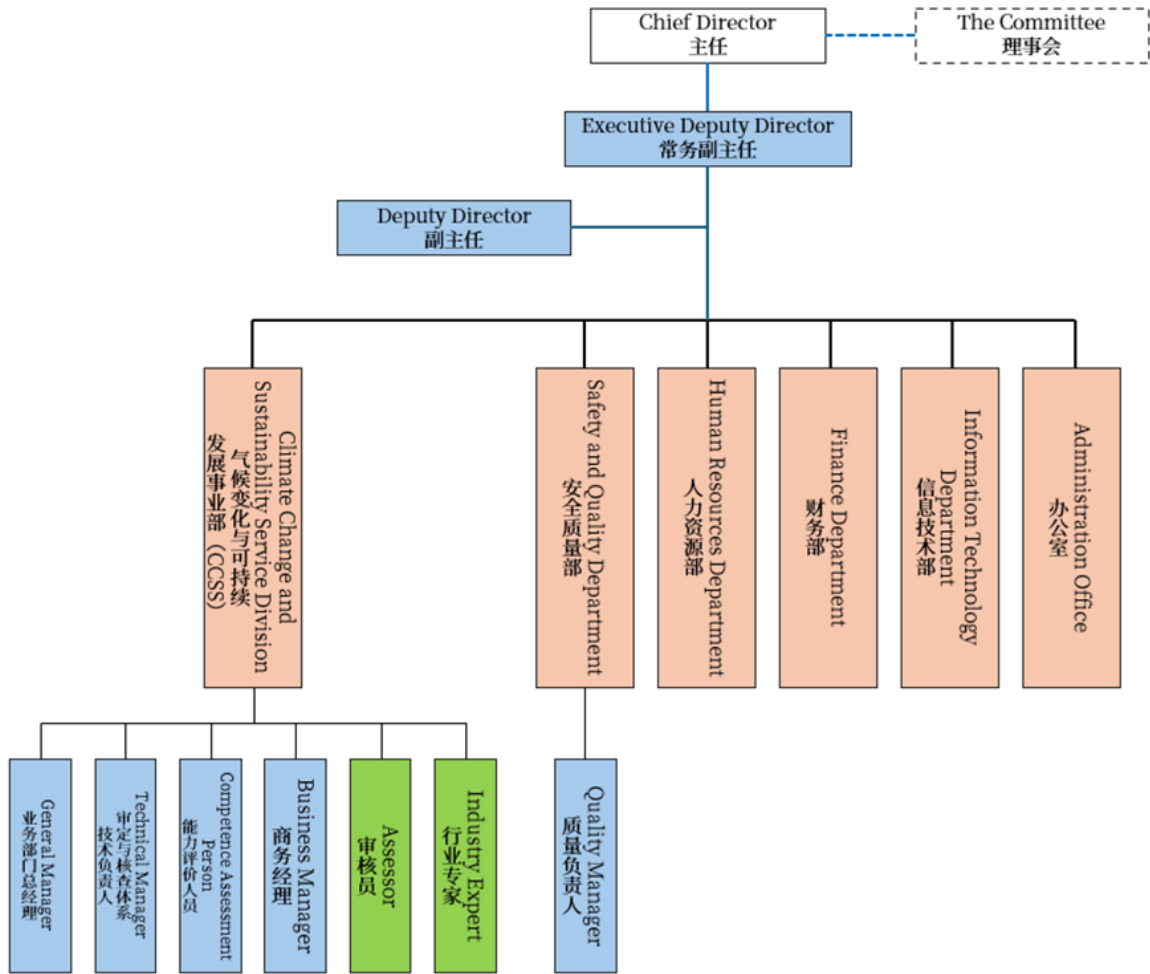 Chief Director
主任
The Committee
理事会
Executive Deputy Director
常务副主任
Deputy Director
副主任
Climate Change and
Sustainability Service Division
气候变化与可持续
发展事业部（CCSS）
Safety and Quality Department
安全质量部
Human Resources Department
人力资源部
Finance Department
财务部
Information Technology
Department
信息技术部
Administration Office
办公室
General Manager
业务部门总经理
Technical Manager
审定与核查体系
技术负责人
Competence Assessment
Person
能力评价人员
Business Manager
商务经理
Assessor
审核员
Industry Expert
行业专家
Quality Manager
质量负责人